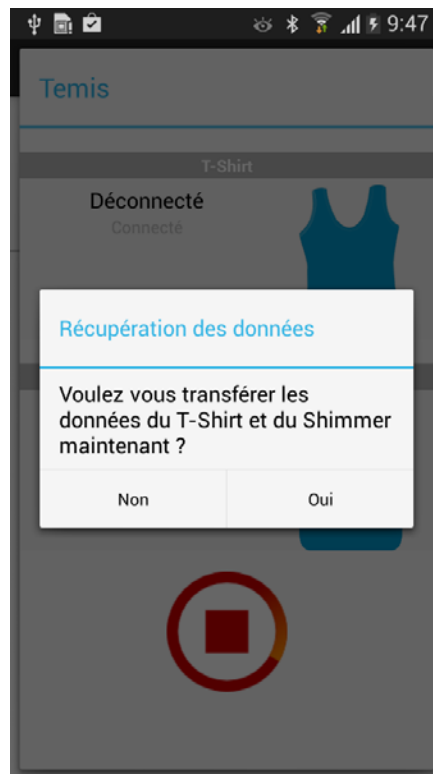 9:47
Temis
T-Shirt
Déconnecté
Connecté
Récupération des données
Voulez vous transférer les
données du T-Shirt et du Shimmer
maintenant ?
Non Oui